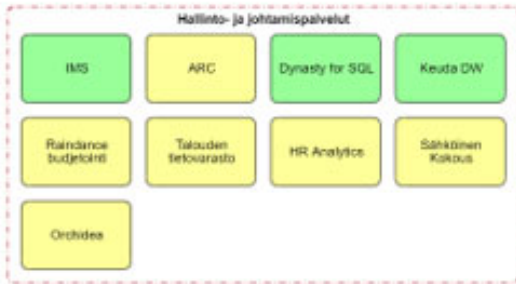 Hallinto- ja johtamispalvelut
IMS
ARC
Dynasty for SQL
Keuda DW
Raindance
budjetointi
Talouden
tietovarasto
HR Analytics
Sähköinen
Kokous
Orchidea